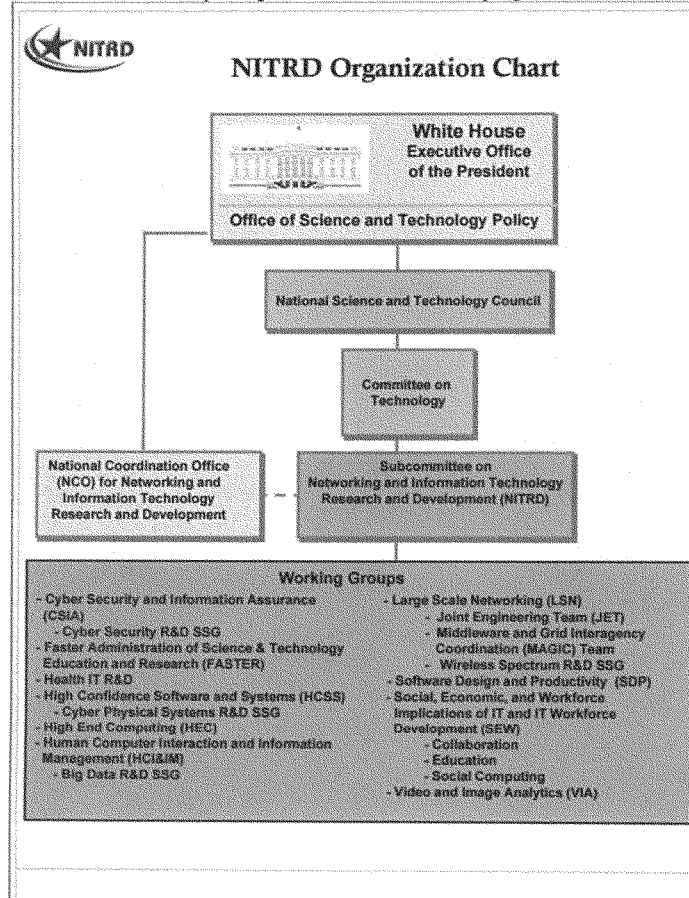 NITRD
NITRD Organization Chart
White House
Executive Office
of the President
Office of Science and Technology Policy
National Science and Technology Council
Committee on
Technology
National Coordination Office
(NCO) for Networking and
Information Technology
Research and Development
Subcommittee on
Networking and Information Technology
Research and Development (NITRD)
Working Groups
- Cyber Security and Information Assurance
(CSIA)
- Cyber Security R&D SSG
- Faster Administration of Science & Technology
Education and Research (FASTER)
- Health IT R&D
- High Confidence Software and Systems (HCSS)
- Cyber Physical Systems R&D SSG
- High End Computing (HEC)
- Human Computer Interaction and Information
Management (HCI&IM)
- Big Data R&D SSG
- Large Scale Networking (LSN)
- Joint Engineering Team (JET)
- Middleware and Grid Interagency
Coordination (MAGIC) Team
- Wireless Spectrum R&D SSG
- Software Design and Productivity (SDP)
- Social, Economic, and Workforce
Implications of IT and IT Workforce
Development (SEW)
- Collaboration
- Education
- Social Computing
- Video and Image Analytics (VIA)